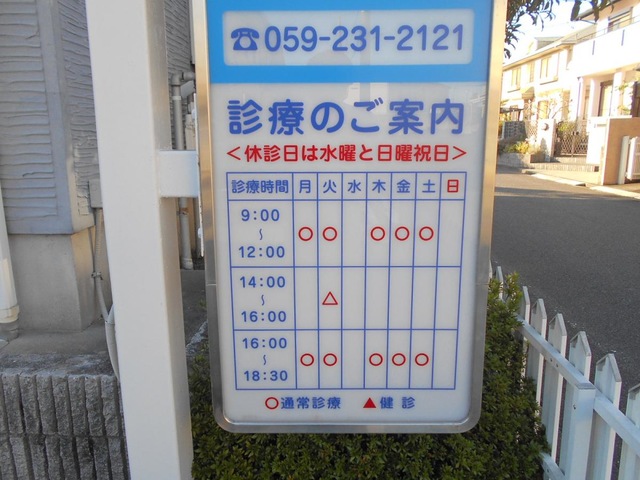 ☎059-231-2121
診療のご案内
<休診日は水曜と日曜祝日>
診療時間 月 火 水 木 金 土 日
9:00 ~ 12:00 ○ ○ ○ ○ ○
14:00 ~ 16:00 △
16:00 ~ 18:30 ○ ○ ○ ○ ○
○通常診療 ▲健診